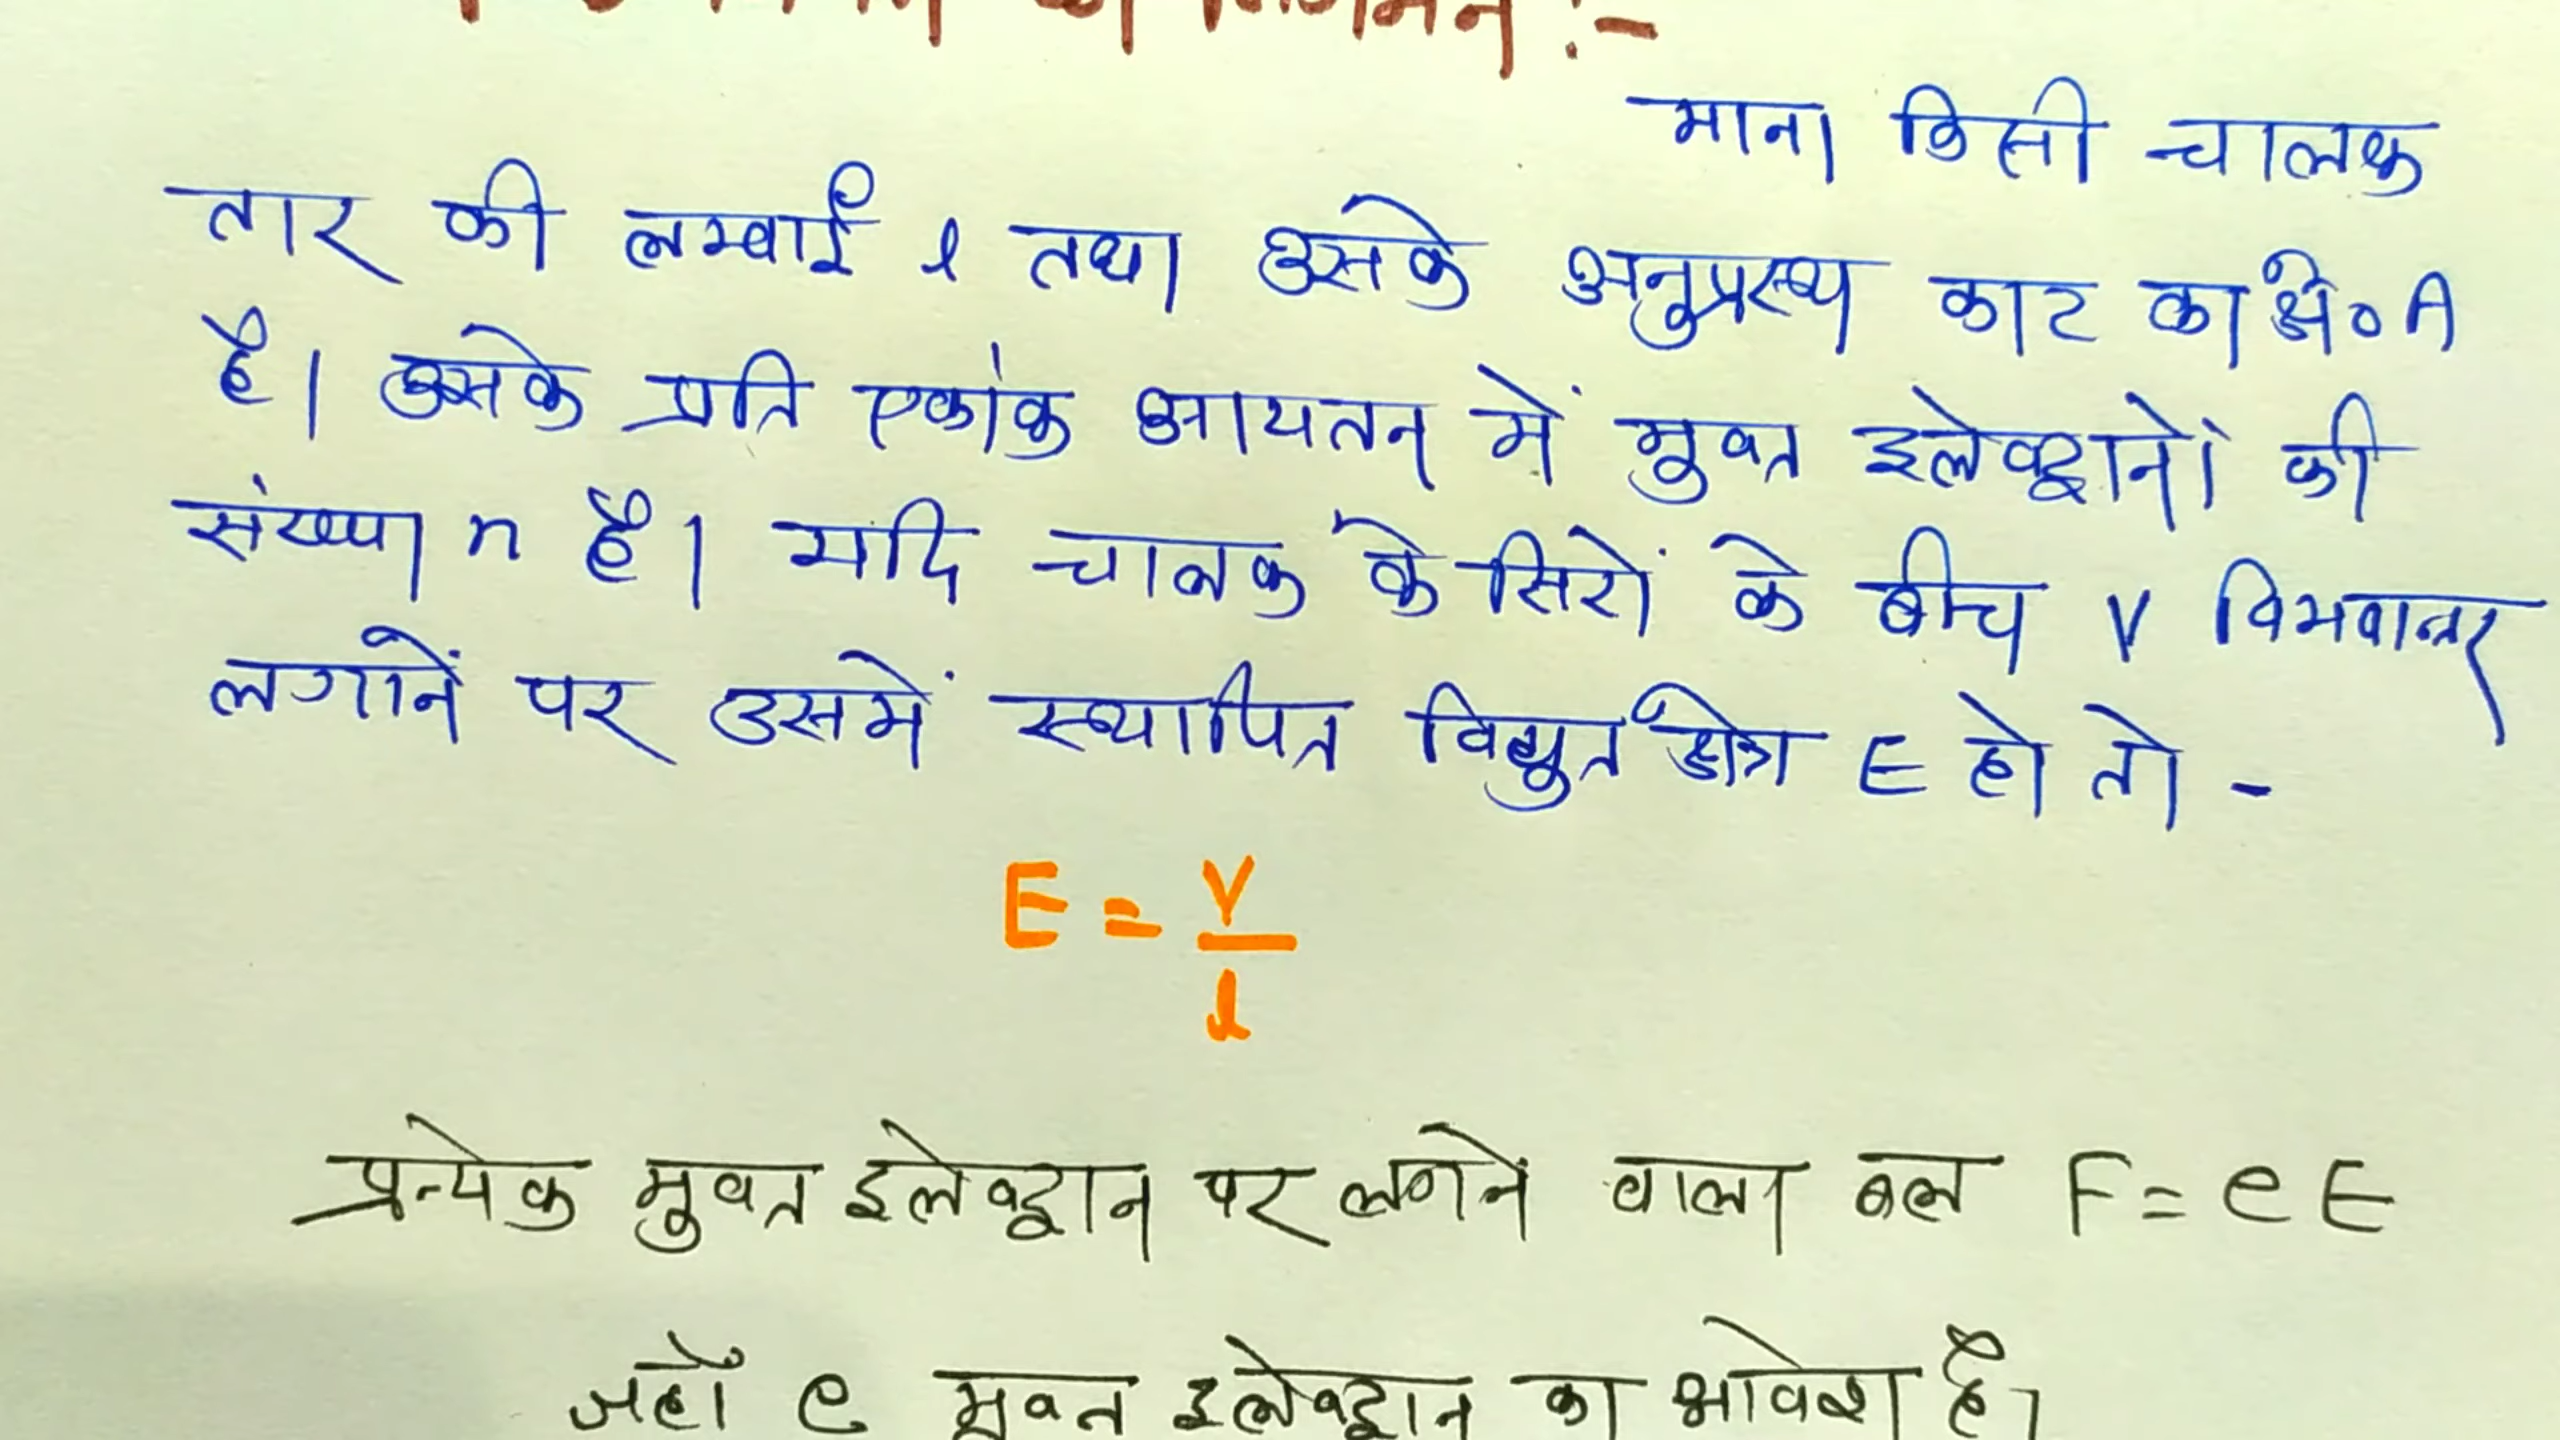 का निगमन :-
माना किसी चालक
तार की लम्बाई l तथा उसके अनुप्रस्थ काट का क्षे० A
है। उसके प्रति एकांक आयतन में मुक्त इलेक्ट्रानों की
संख्या n है। यदि चालक के सिरों के बीच V विभवान्तर
लगानें पर उसमें स्थापित विद्युत क्षेत्र E हो तो -
E = V
l
प्रत्येक मुक्त इलेक्ट्रान पर लगने वाला बल F = e E
जहाँ e मुक्त इलेक्ट्रान का आवेश है।